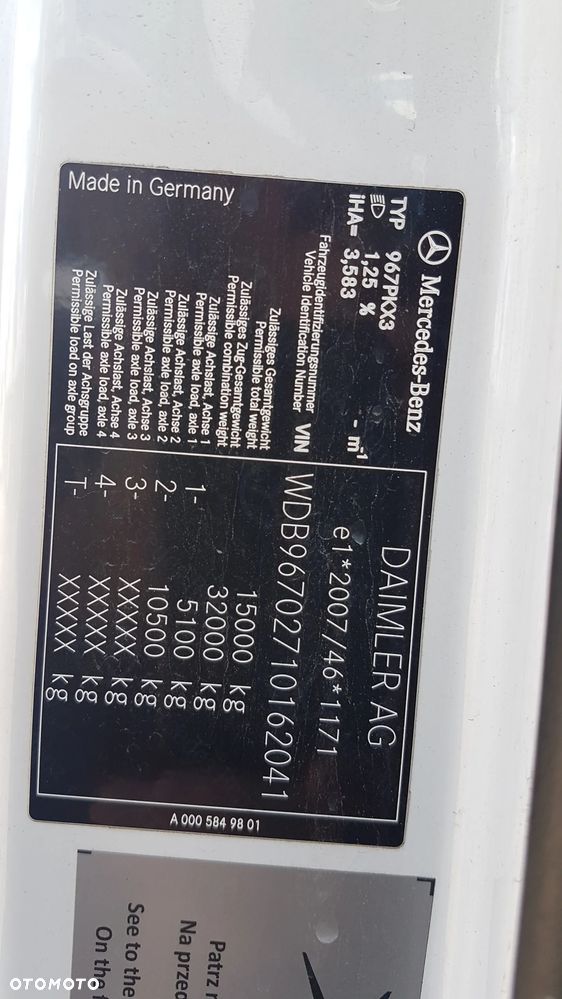 Mercedes-Benz
TYP 967PKX3
1,25 % - m⁻¹
iHA= 3,583
DAIMLER AG
e1*2007/46*1171
Fahrzeugidentifizierungsnummer
Vehicle Identification Number VIN WDB96702710162041
Zulässiges Gesamtgewicht
Permissible total weight 15000 kg
Zulässiges Zug-Gesamtgewicht
Permissible combination weight 32000 kg
Zulässige Achslast, Achse 1
Permissible axle load, axle 1 1- 5100 kg
Zulässige Achslast, Achse 2
Permissible axle load, axle 2 2- 10500 kg
Zulässige Achslast, Achse 3
Permissible axle load, axle 3 3- XXXXX kg
Zulässige Achslast, Achse 4
Permissible axle load, axle 4 4- XXXXX kg
Zulässige Last der Achsgruppe
Permissible load on axle group T- XXXXX kg
Made in Germany
A 000 584 98 01
Patrz
Na przed
See to the
On the
OTOMOTO